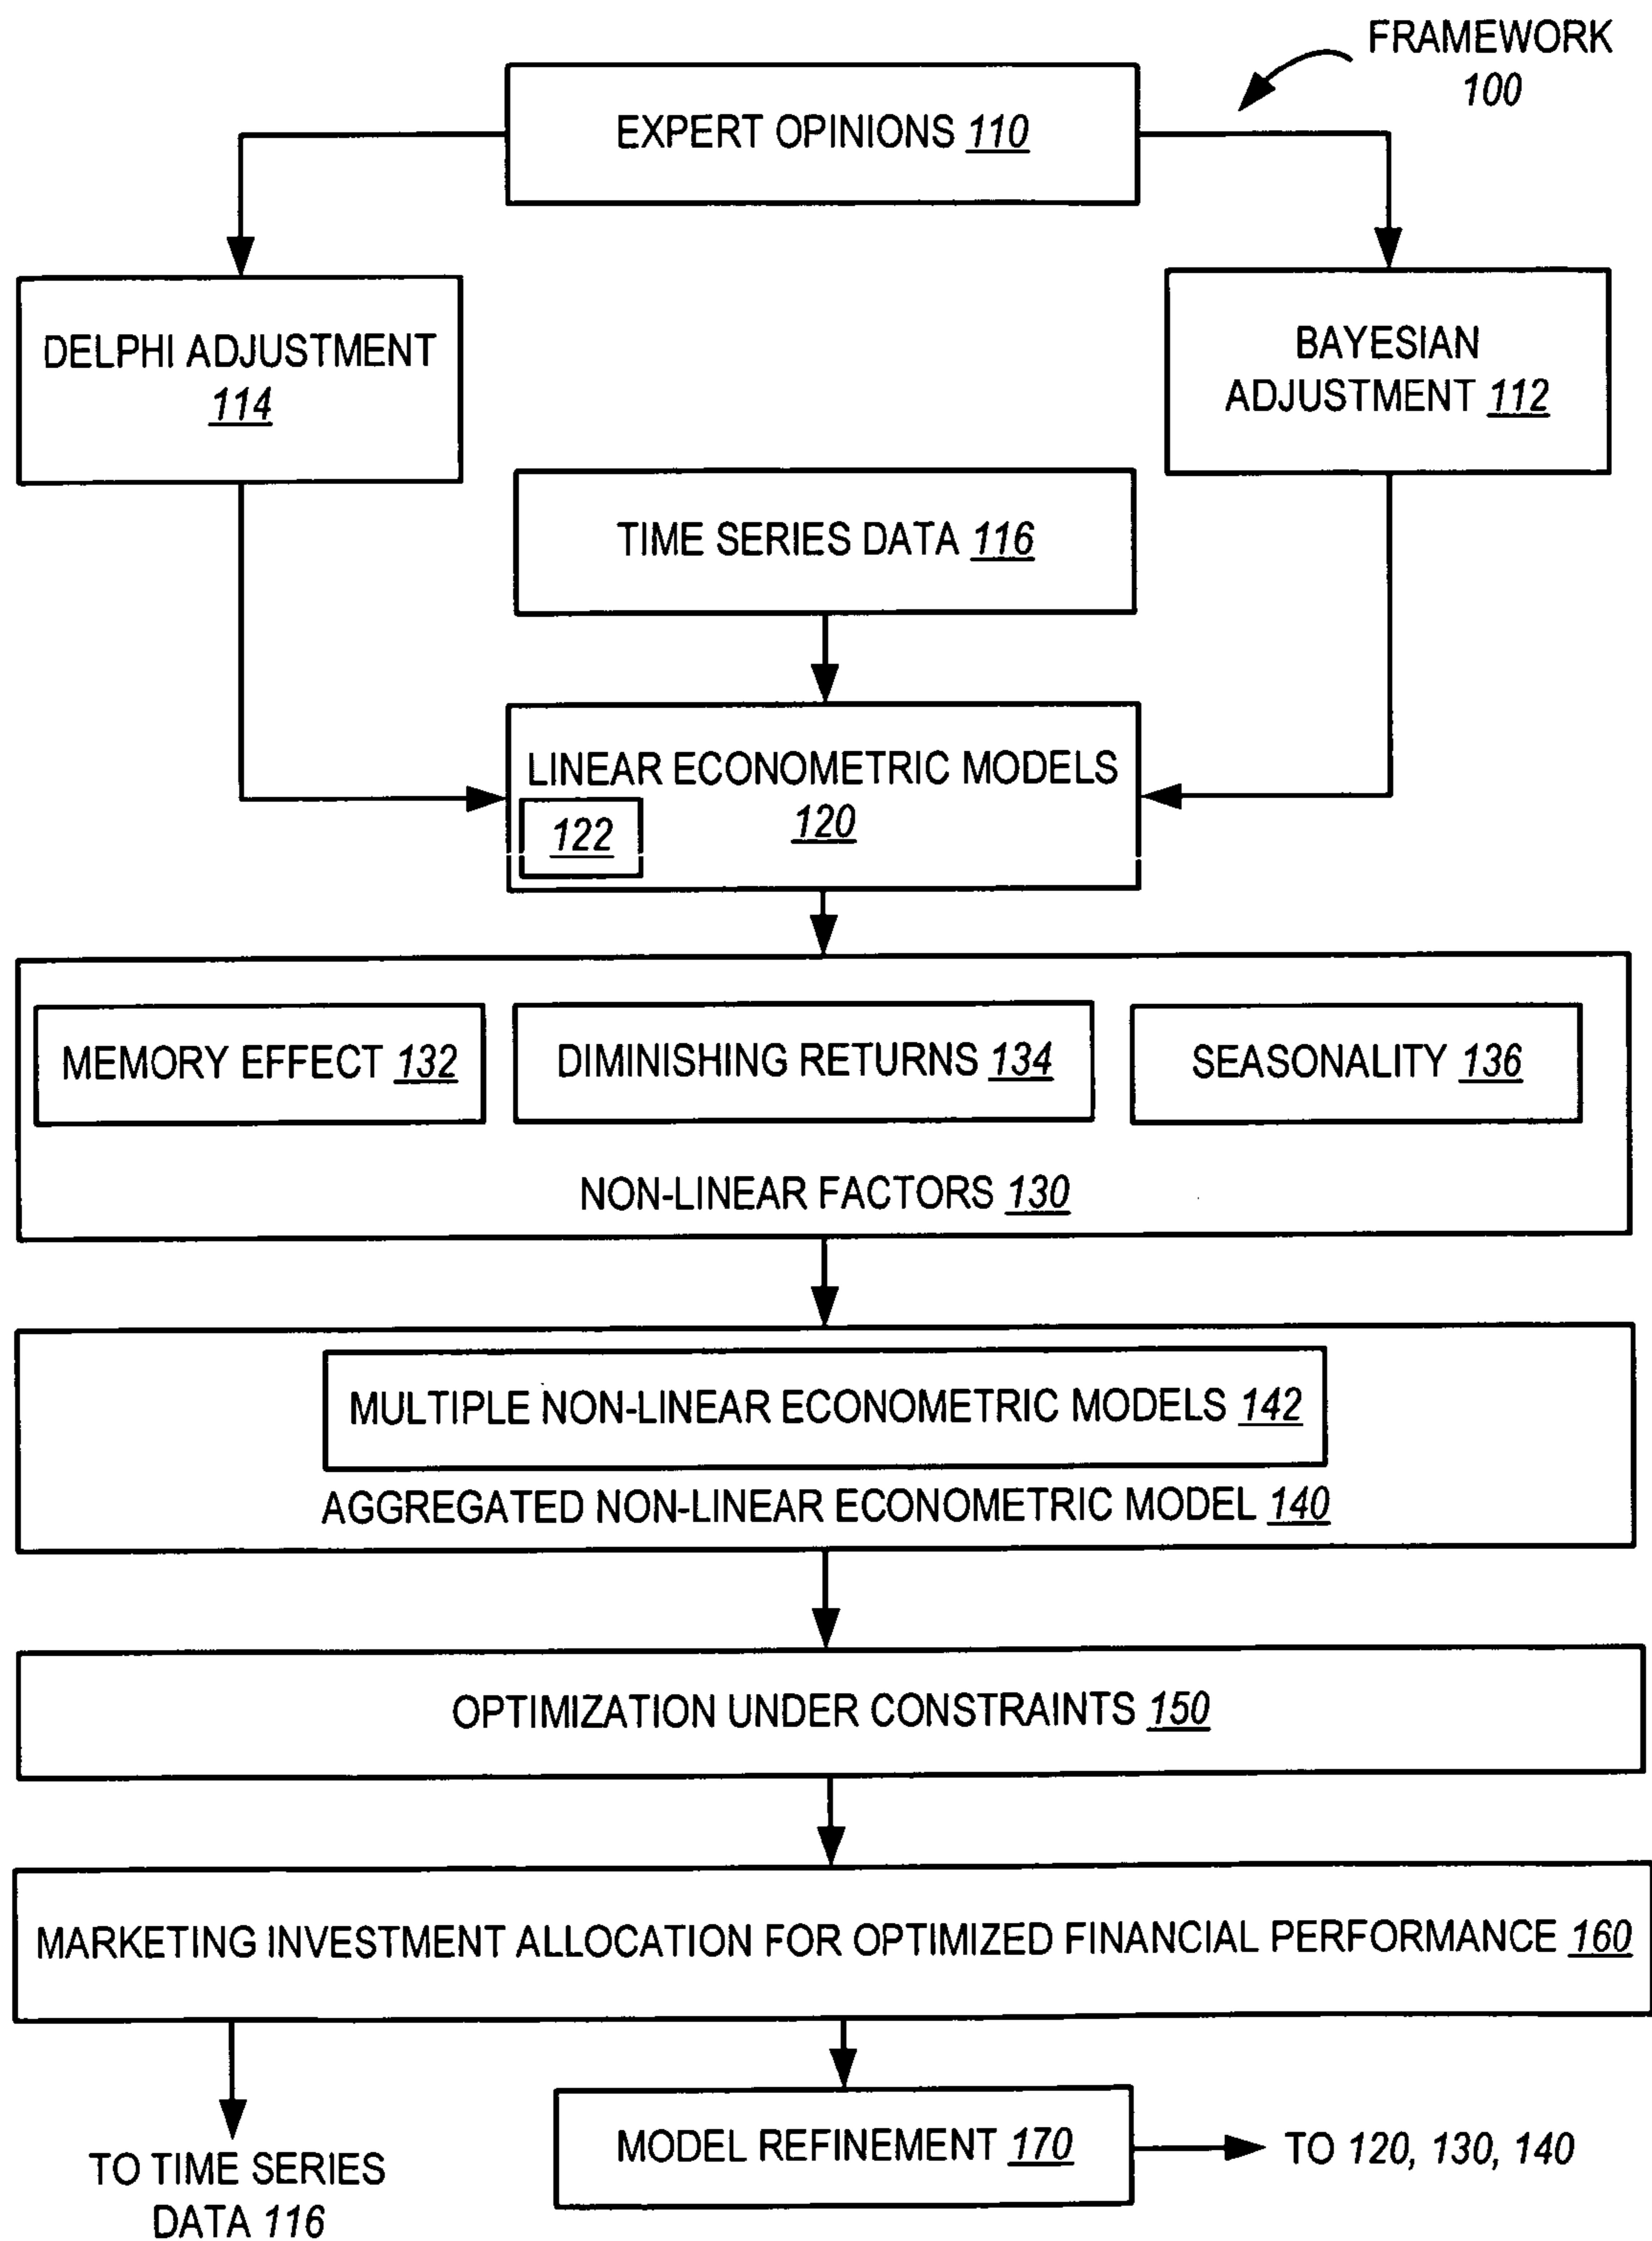 FRAMEWORK
100
EXPERT OPINIONS 110
DELPHI ADJUSTMENT
114
BAYESIAN
ADJUSTMENT 112
TIME SERIES DATA 116
LINEAR ECONOMETRIC MODELS
120
122
MEMORY EFFECT 132
DIMINISHING RETURNS 134
SEASONALITY 136
NON-LINEAR FACTORS 130
MULTIPLE NON-LINEAR ECONOMETRIC MODELS 142
AGGREGATED NON-LINEAR ECONOMETRIC MODEL 140
OPTIMIZATION UNDER CONSTRAINTS 150
MARKETING INVESTMENT ALLOCATION FOR OPTIMIZED FINANCIAL PERFORMANCE 160
TO TIME SERIES
DATA 116
MODEL REFINEMENT 170
TO 120, 130, 140